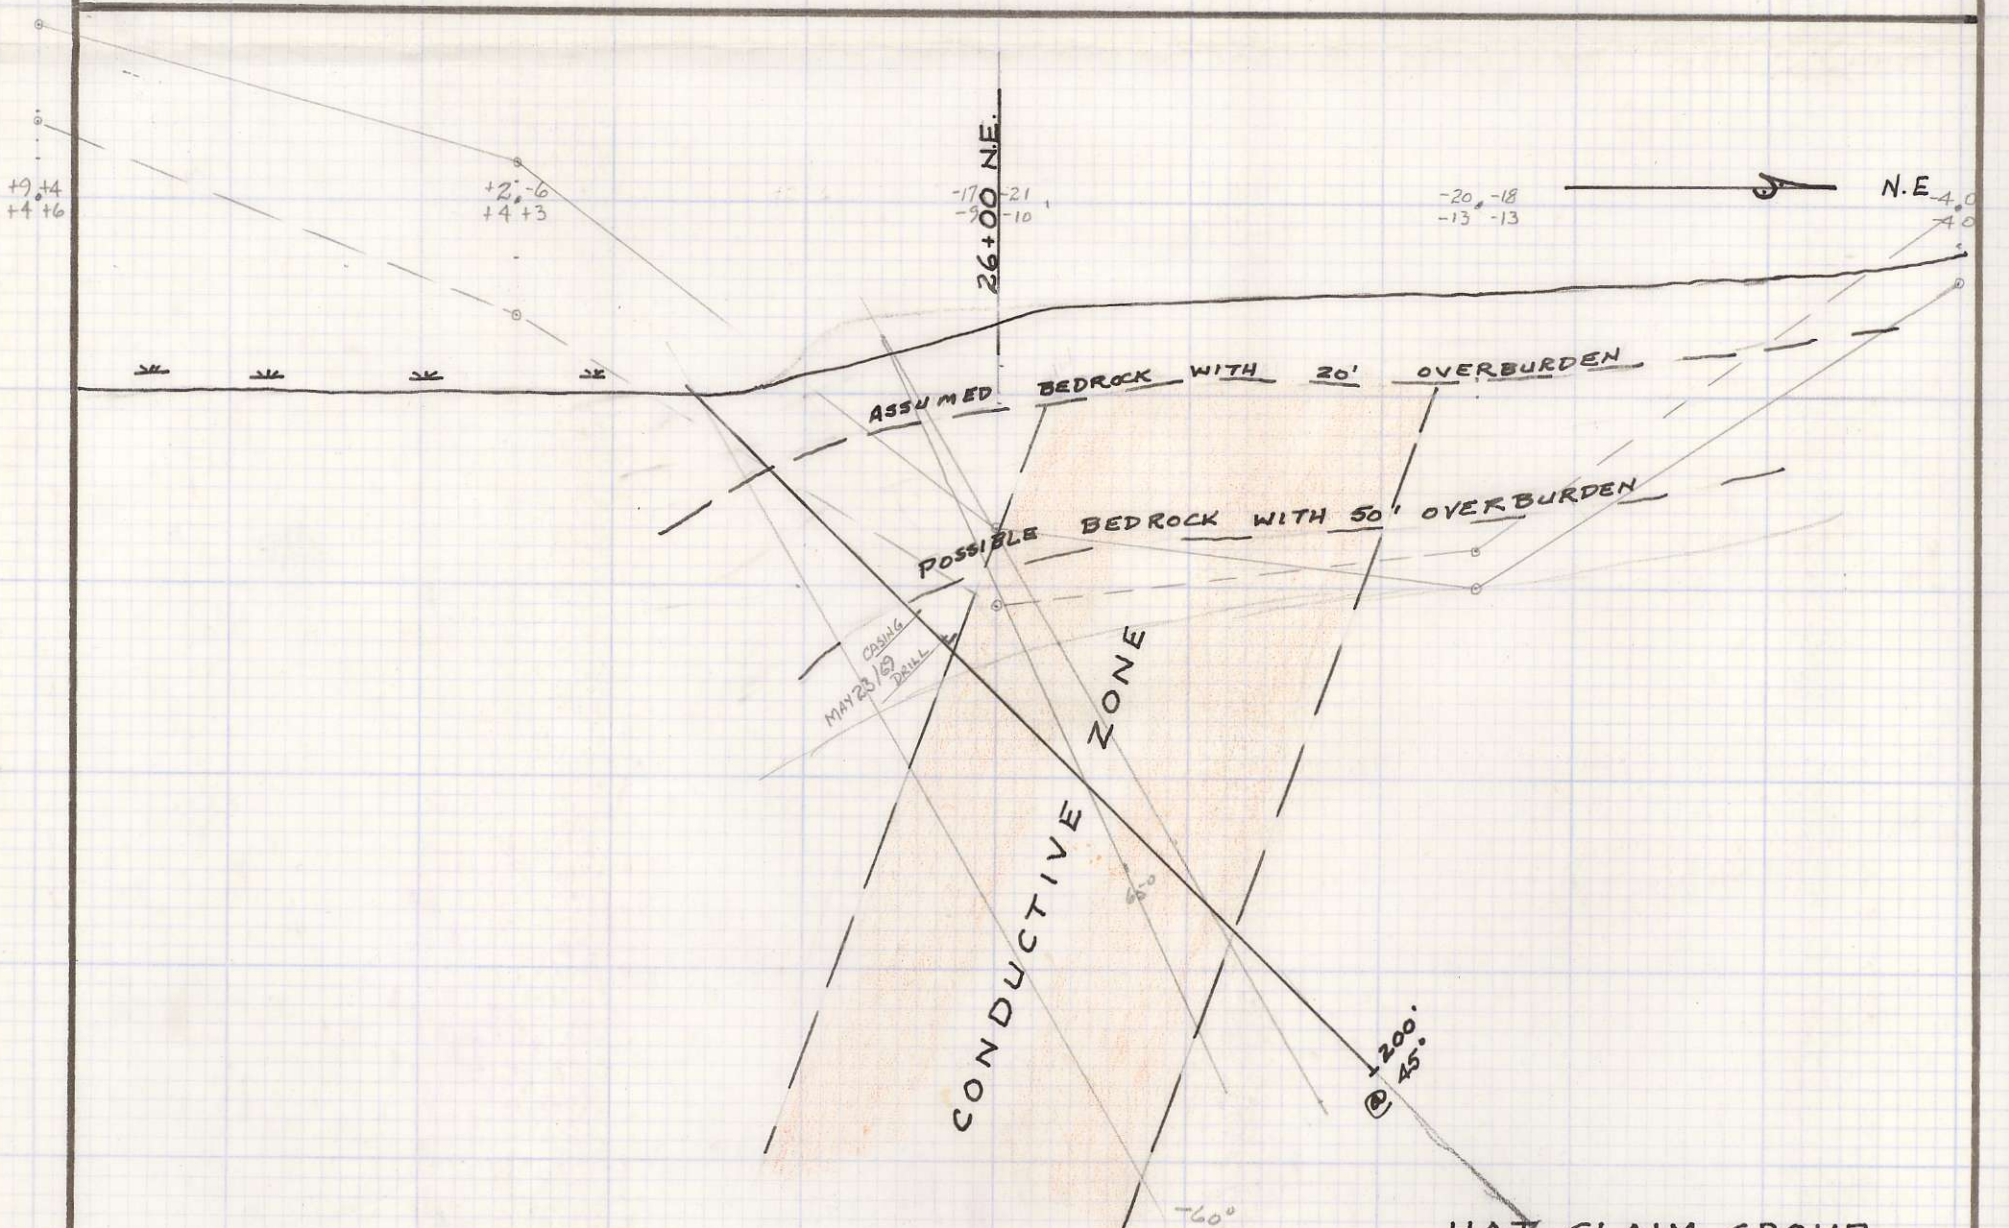 26+00 N.E.
N.E.
+9 +4
+4 +6
+2 -6
+4 +3
-17 -21
-9 -10
-20 -18
-13 -13
-4 0
-4 0
ASSUMED BEDROCK WITH 20' OVERBURDEN
POSSIBLE BEDROCK WITH 50' OVERBURDEN
CASING
MAY 23/69
DRILL
CONDUCTIVE ZONE
65°
200'
@ 45°
-60°
CLAIM GROUP